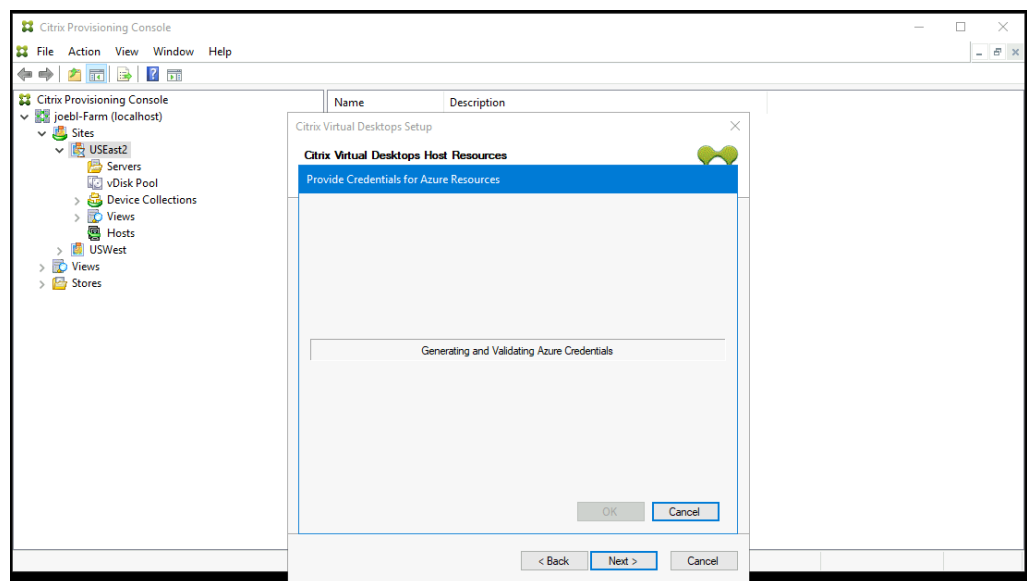 Citrix Provisioning Console
File Action View Window Help
Citrix Provisioning Console
joebl-Farm (localhost)
Sites
USEast2
Servers
vDisk Pool
Device Collections
Views
Hosts
USWest
Views
Stores
Name Description
Citrix Virtual Desktops Setup
Citrix Virtual Desktops Host Resources
Provide Credentials for Azure Resources
Generating and Validating Azure Credentials
OK Cancel
< Back Next > Cancel